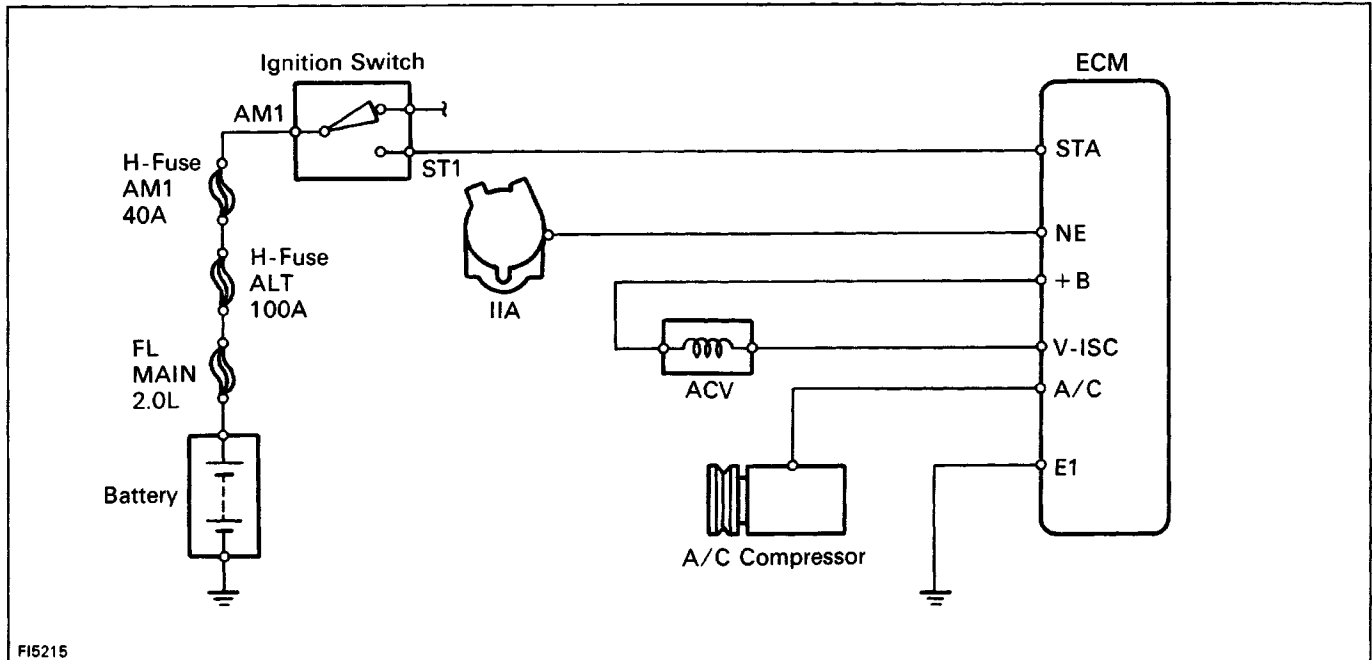 Ignition Switch
ECM
AM1
ST1
STA
H-Fuse
AM1
40A
NE
H-Fuse
ALT
100A
IIA
+B
FL
MAIN
2.0L
V-ISC
ACV
A/C
Battery
E1
A/C Compressor
FI5215